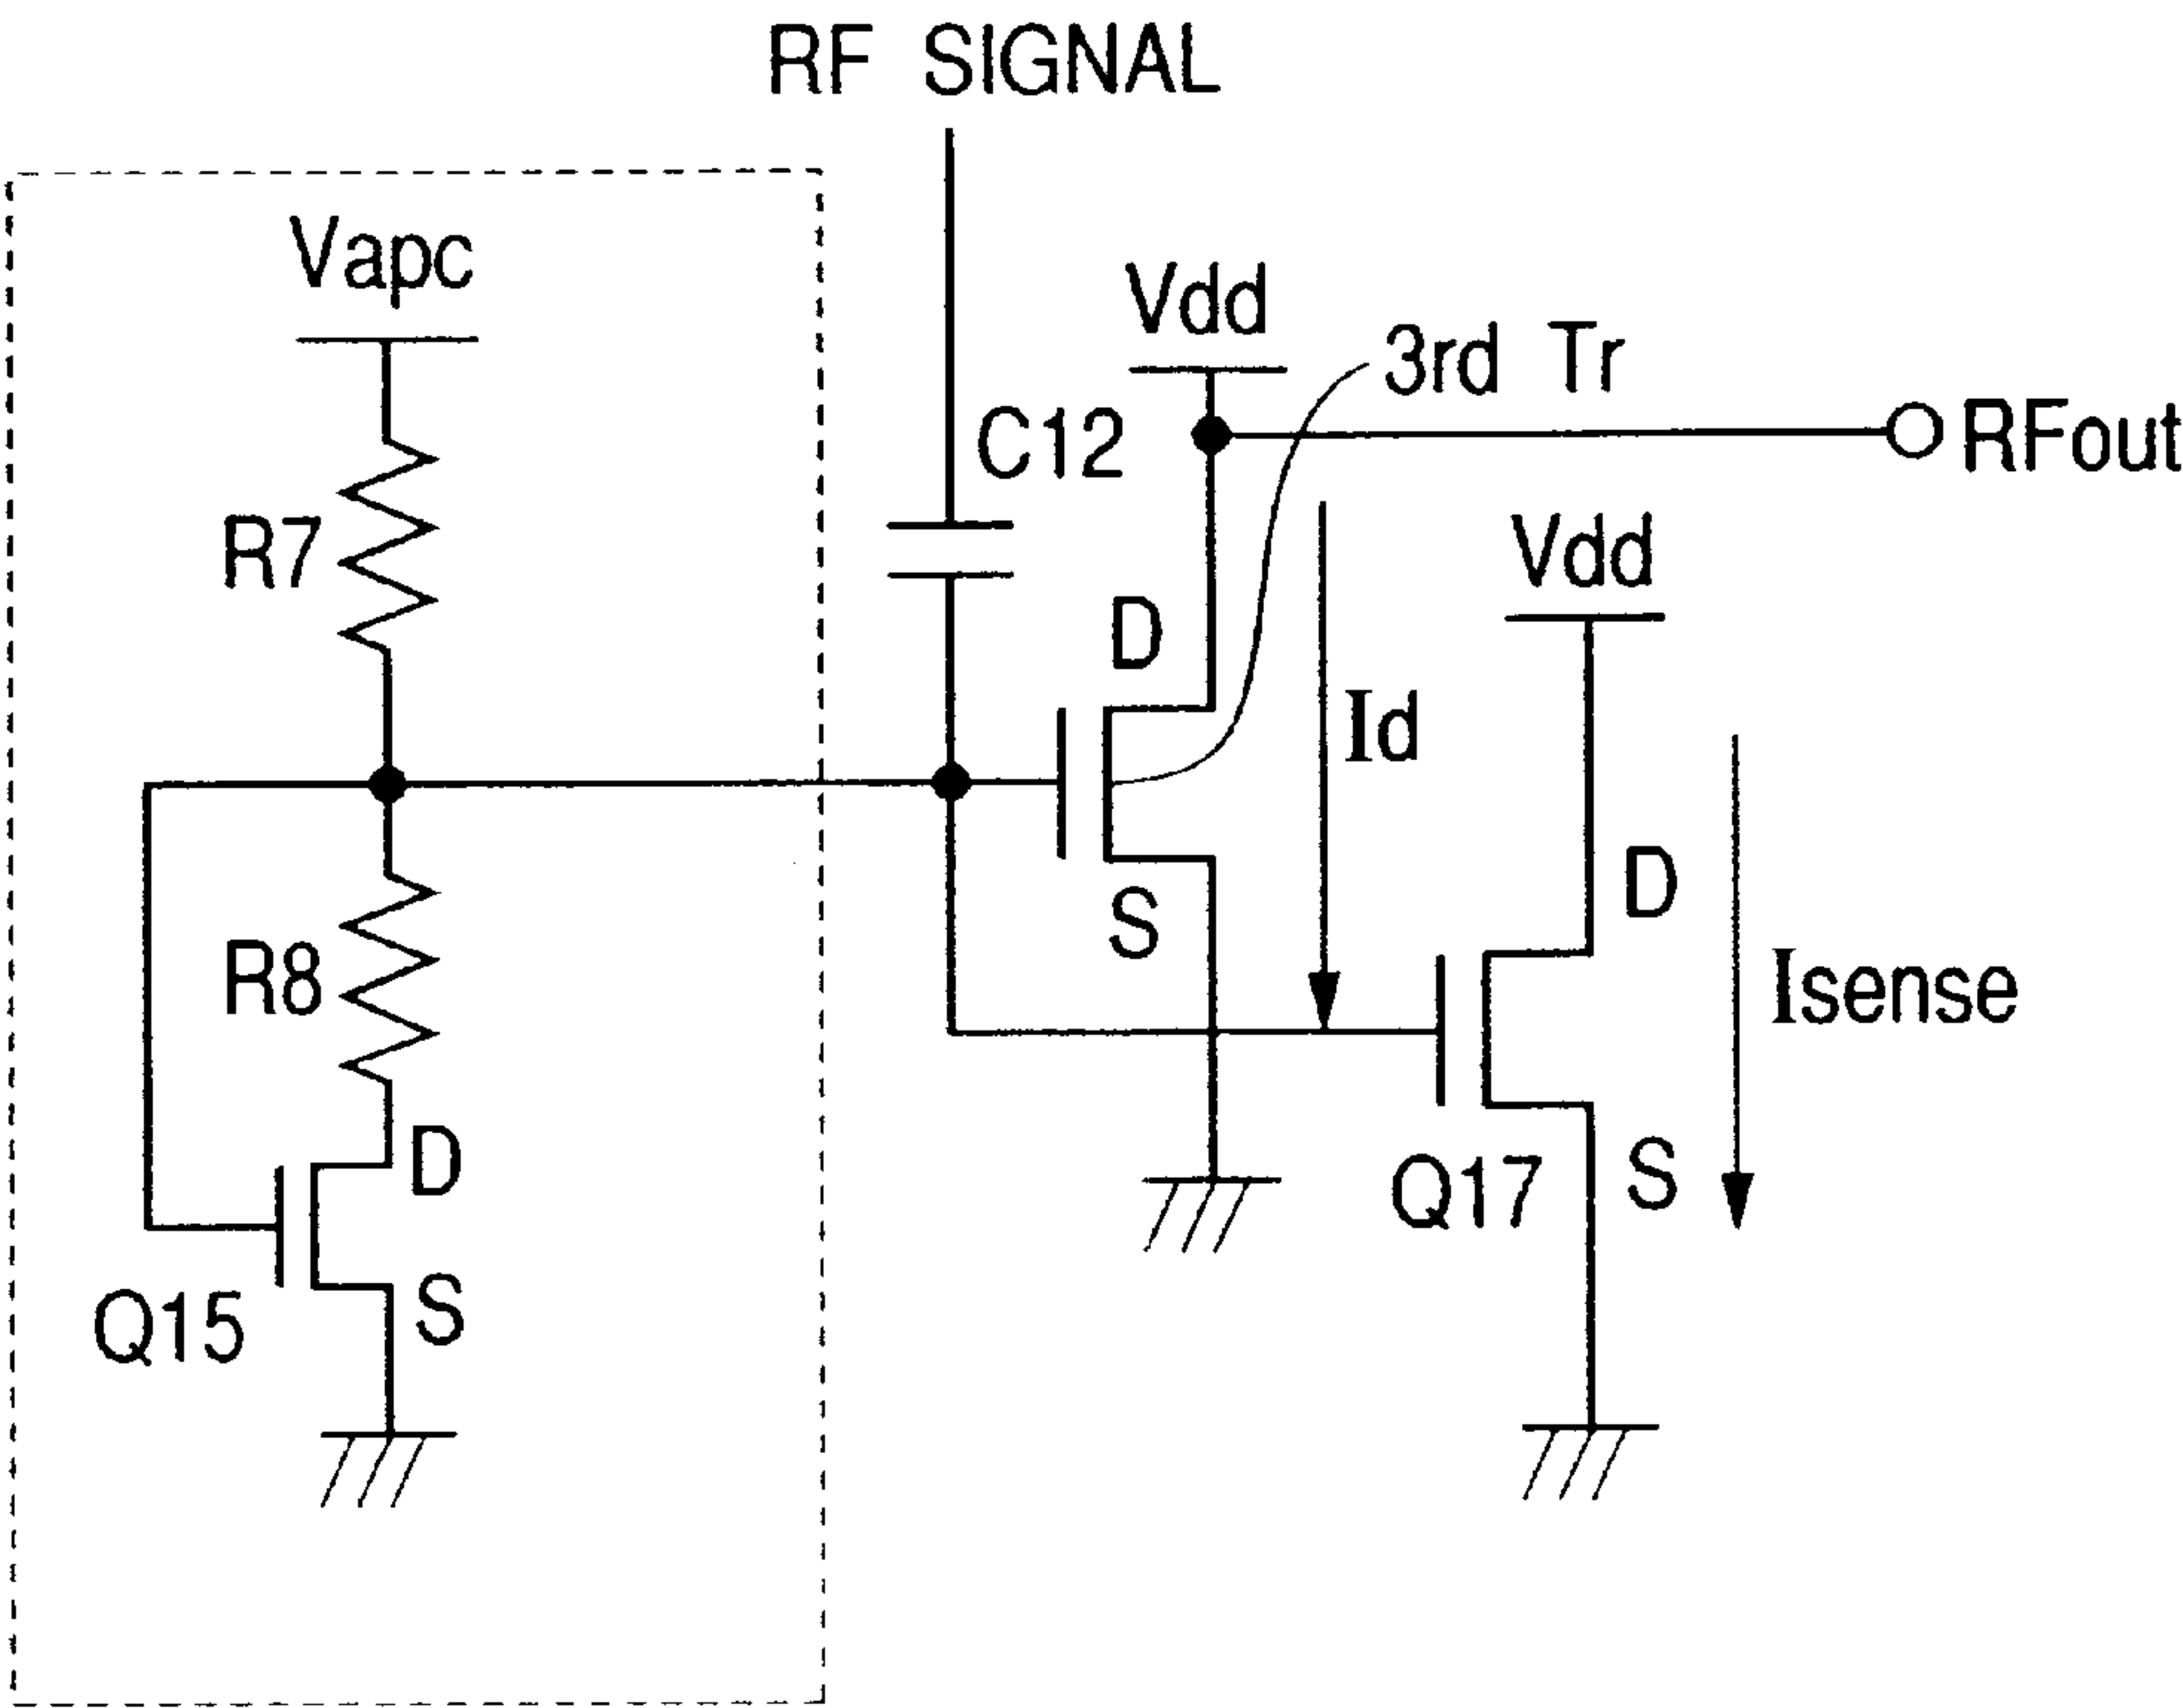 RF SIGNAL
Vapc
Vdd
3rd Tr
C12
RFout
R7
Vdd
D
Id
D
S
R8
Isense
D
Q17
S
Q15
S